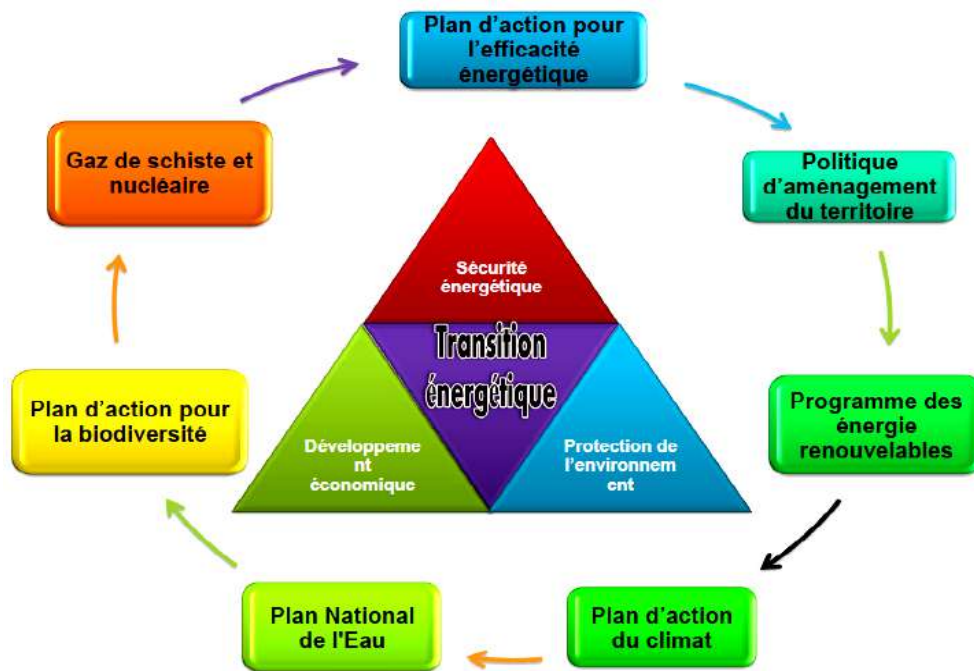 Plan d'action pour
l'efficacité
énergétique
Politique
d'aménagement
du territoire
Programme des
énergie
renouvelables
Plan d'action
du climat
Plan National
de l'Eau
Plan d'action pour
la biodiversité
Gaz de schiste et
nucléaire
Sécurité
énergétique
Transition
énergétique
Développeme
nt
économique
Protection de
l'environnem
ent